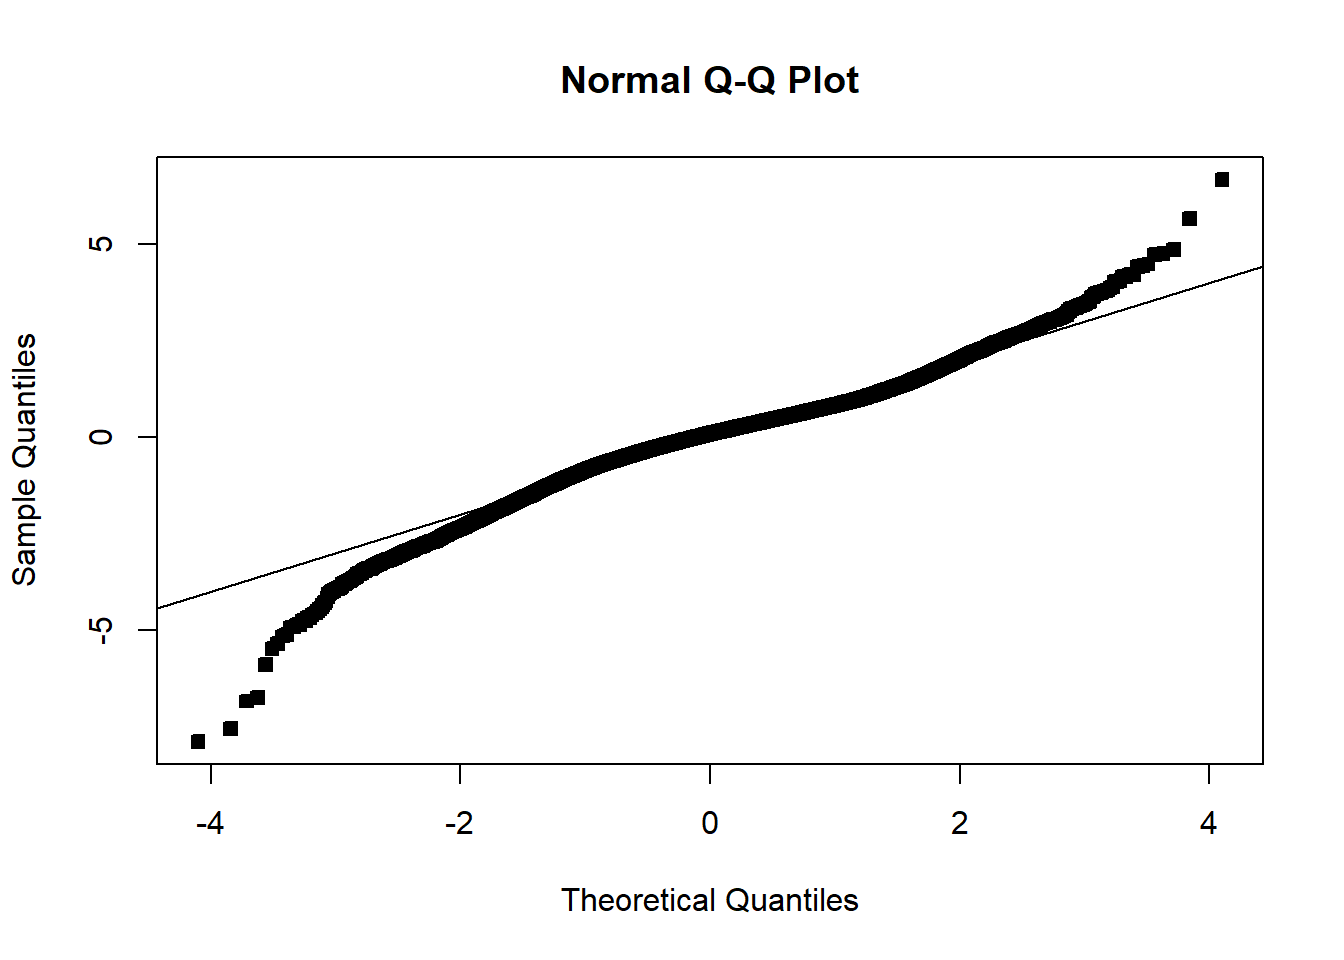 Normal Q-Q Plot
5
0
-5
Sample Quantiles
-4 -2 0 2 4
Theoretical Quantiles